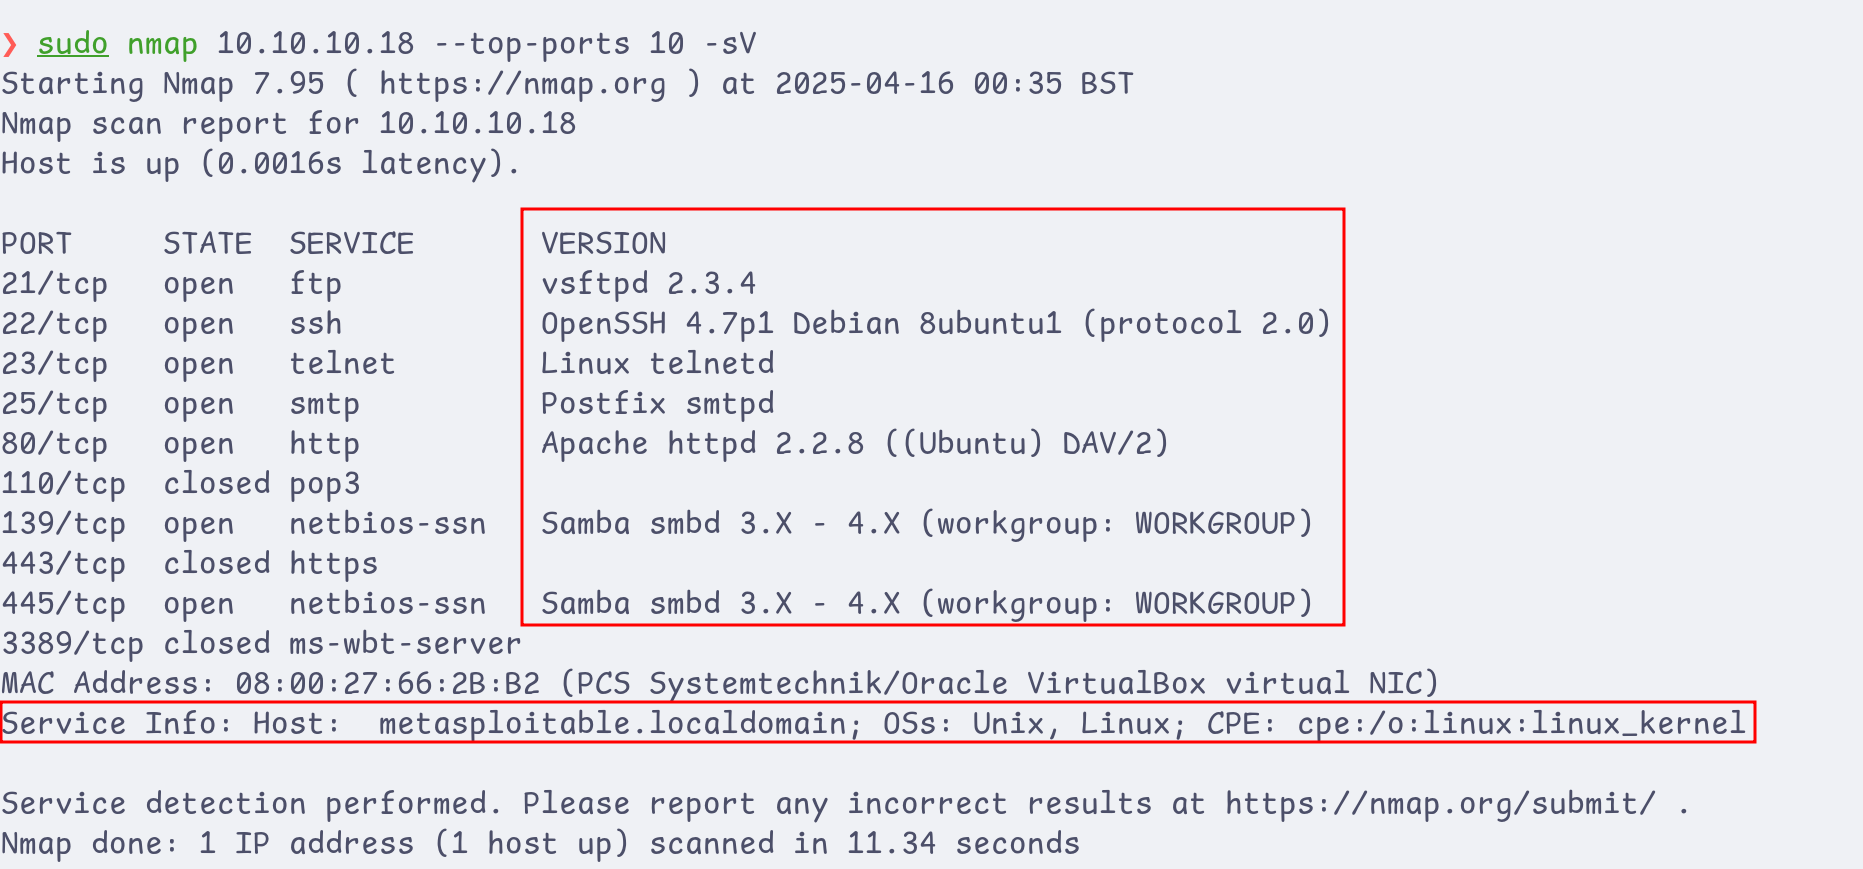 ❯ sudo nmap 10.10.10.18 --top-ports 10 -sV
Starting Nmap 7.95 ( https://nmap.org ) at 2025-04-16 00:35 BST
Nmap scan report for 10.10.10.18
Host is up (0.0016s latency).

PORT     STATE  SERVICE       VERSION
21/tcp   open   ftp           vsftpd 2.3.4
22/tcp   open   ssh           OpenSSH 4.7p1 Debian 8ubuntu1 (protocol 2.0)
23/tcp   open   telnet        Linux telnetd
25/tcp   open   smtp          Postfix smtpd
80/tcp   open   http          Apache httpd 2.2.8 ((Ubuntu) DAV/2)
110/tcp  closed pop3
139/tcp  open   netbios-ssn   Samba smbd 3.X - 4.X (workgroup: WORKGROUP)
443/tcp  closed https
445/tcp  open   netbios-ssn   Samba smbd 3.X - 4.X (workgroup: WORKGROUP)
3389/tcp closed ms-wbt-server
MAC Address: 08:00:27:66:2B:B2 (PCS Systemtechnik/Oracle VirtualBox virtual NIC)
Service Info: Host:  metasploitable.localdomain; OSs: Unix, Linux; CPE: cpe:/o:linux:linux_kernel

Service detection performed. Please report any incorrect results at https://nmap.org/submit/ .
Nmap done: 1 IP address (1 host up) scanned in 11.34 seconds